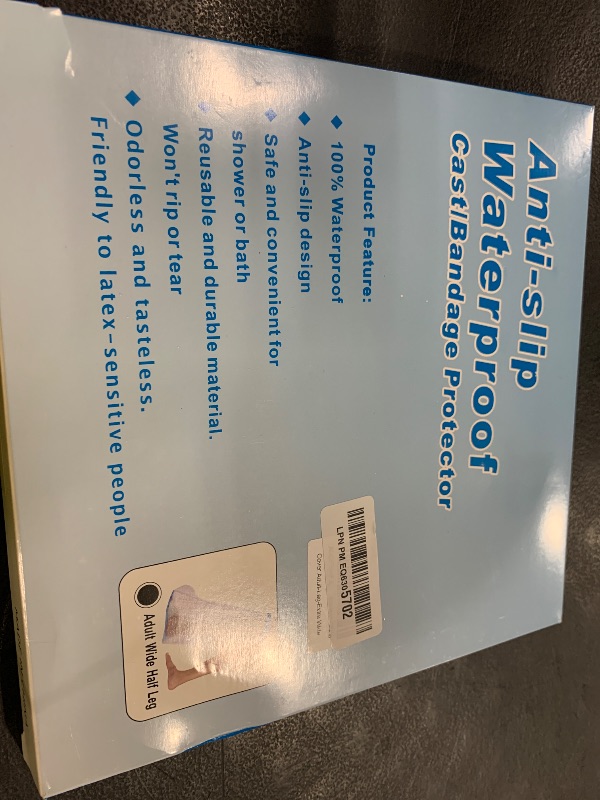 Anti-slip
Waterproof
Cast/Bandage Protector
Product Feature:
◆ 100% Waterproof
◆ Anti-slip design
◆ Safe and convenient for
shower or bath
◆ Reusable and durable material.
Won't rip or tear
◆ Odorless and tasteless.
Friendly to latex-sensitive people
LPN PM EQ6305702
Adult Wide Half Leg